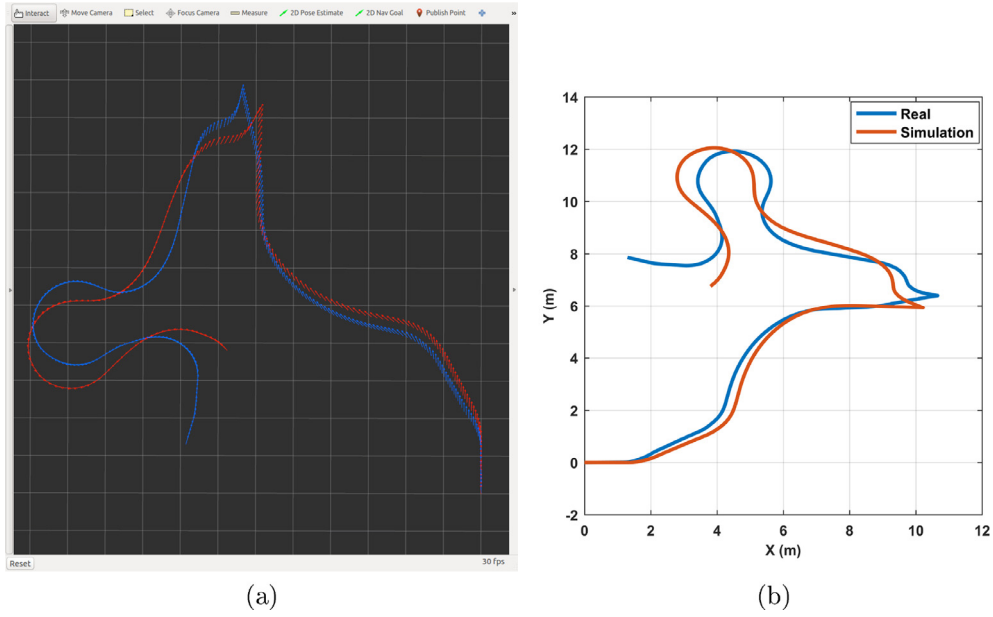 Interact Move Camera Select Focus Camera Measure 2D Pose Estimate 2D Nav Goal Publish Point »
Reset 30 fps
(a)
Real
Simulation
14
12
10
8
6
4
2
0
-2
0 2 4 6 8 10 12
X (m)
Y (m)
(b)